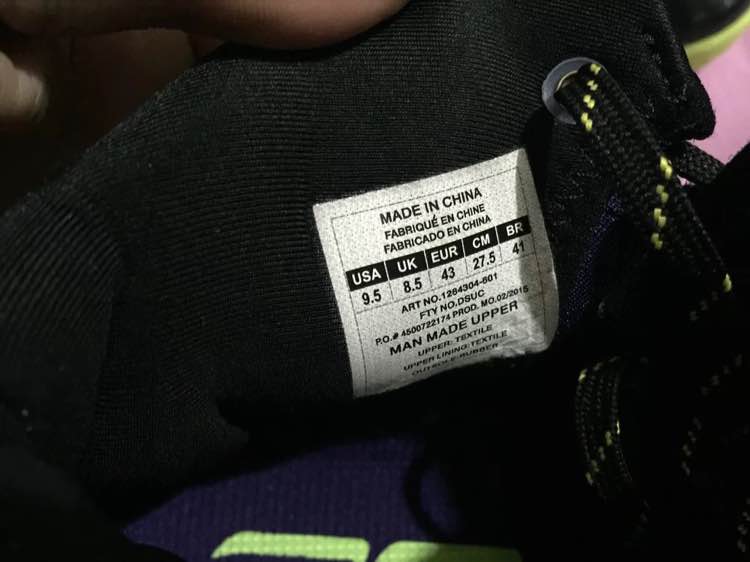 MADE IN CHINA
FABRIQUÉ EN CHINE
FABRICADO EN CHINA
USA UK EUR CM BR
9.5 8.5 43 27.5 41
ART NO.1264304-601
FTY NO.DSUC
P.O.# 4500722174 PROD. MO.02/2015
MAN MADE UPPER
UPPER: TEXTILE
UPPER LINING: TEXTILE
OUTSOLE: RUBBER